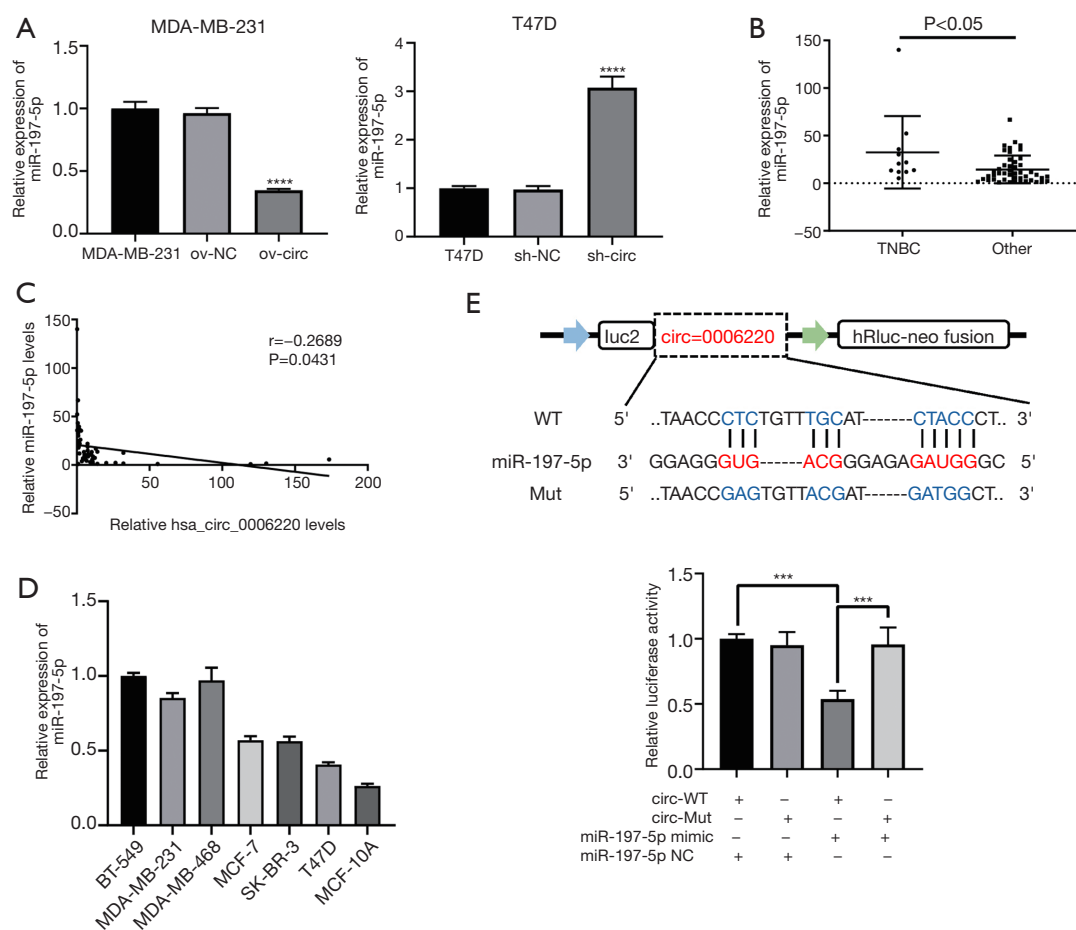 A
MDA-MB-231
Relative expression of
miR-197-5p
1.5
1.0
0.5
0.0
****
MDA-MB-231 ov-NC ov-circ
T47D
Relative expression of
miR-197-5p
4
3
2
1
0
****
T47D sh-NC sh-circ
B
P<0.05
Relative expression of
miR-197-5p
150
100
50
0
−50
TNBC Other
C
Relative miR-197-5p levels
150
100
50
0
−50
r=−0.2689
P=0.0431
50 100 150 200
Relative hsa_circ_0006220 levels
D
Relative expression of
miR-197-5p
1.5
1.0
0.5
0.0
BT-549
MDA-MB-231
MDA-MB-468
MCF-7
SK-BR-3
T47D
MCF-10A
E
luc2 circ=0006220 hRluc-neo fusion
WT 5' ..TAACCCTCTGTTTGCAT------CTACCCT.. 3'
miR-197-5p 3' GGAGGGUG------ACGGGAGAGAUGGGC 5'
Mut 5' ..TAACCGAGTGTTACGAT------GATGGCT.. 3'
Relative luciferase activity
1.5
1.0
0.5
1.0
*** ***
circ-WT + − + −
circ-Mut − + − +
miR-197-5p mimic − − + +
miR-197-5p NC + + − −